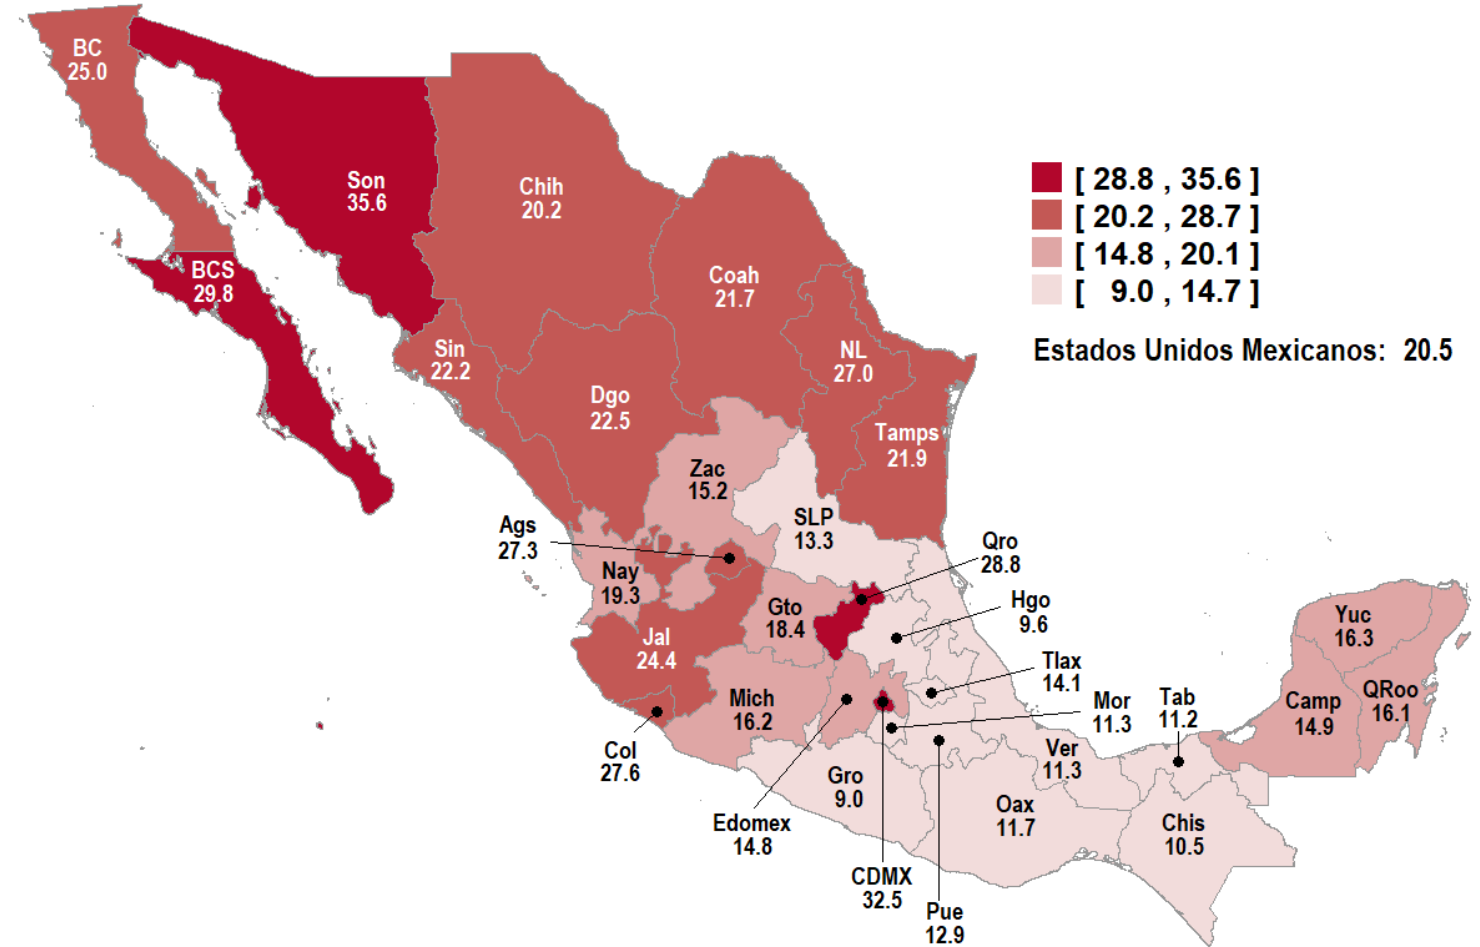 BC
25.0
Son
35.6
Chih
20.2
[ 28.8 , 35.6 ]
[ 20.2 , 28.7 ]
[ 14.8 , 20.1 ]
[ 9.0 , 14.7 ]
Estados Unidos Mexicanos: 20.5
BCS
29.8
Coah
21.7
Sin
22.2
NL
27.0
Dgo
22.5
Tamps
21.9
Zac
15.2
SLP
13.3
Ags
27.3
Qro
28.8
Nay
19.3
Gto
18.4
Hgo
9.6
Jal
24.4
Yuc
16.3
Tlax
14.1
Mich
16.2
Mor
11.3
Tab
11.2
Camp
14.9
QRoo
16.1
Col
27.6
Ver
11.3
Gro
9.0
Oax
11.7
Edomex
14.8
Chis
10.5
CDMX
32.5
Pue
12.9